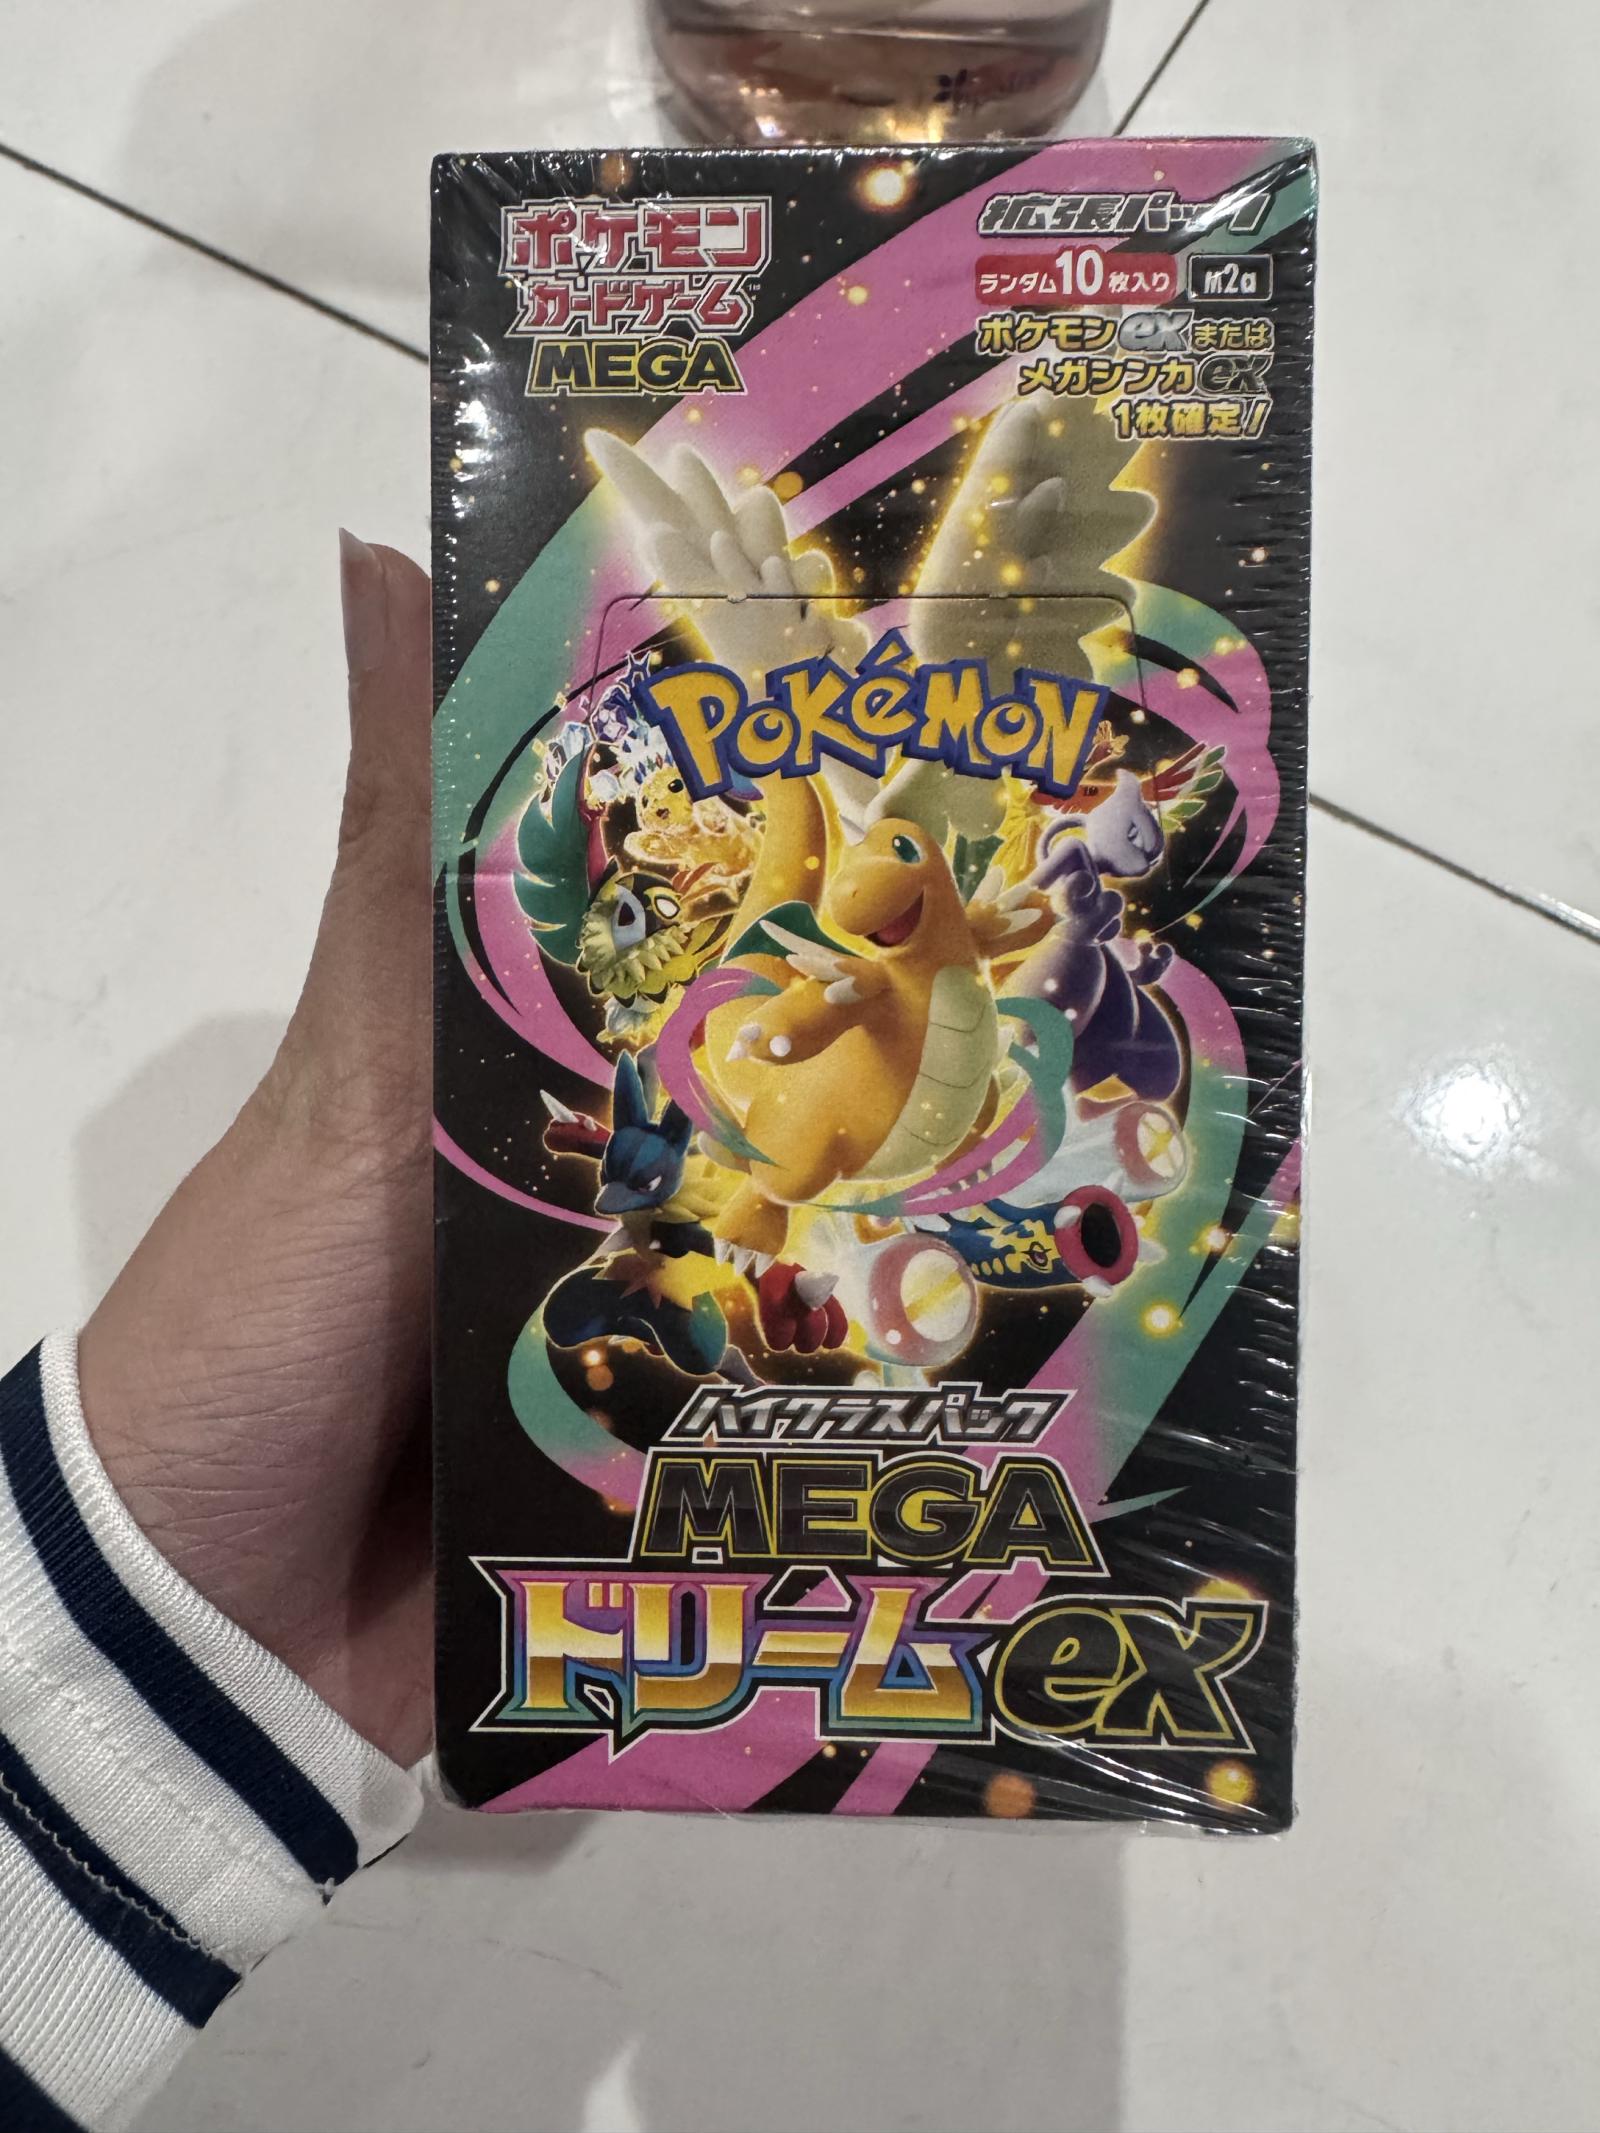 ポケモン
カードゲーム
MEGA
拡張パック
ランダム10枚入り M2a
ポケモンexまたは
メガシンカex
1枚確定!
POKéMON
ハイクラスパック
MEGA
ドリームex